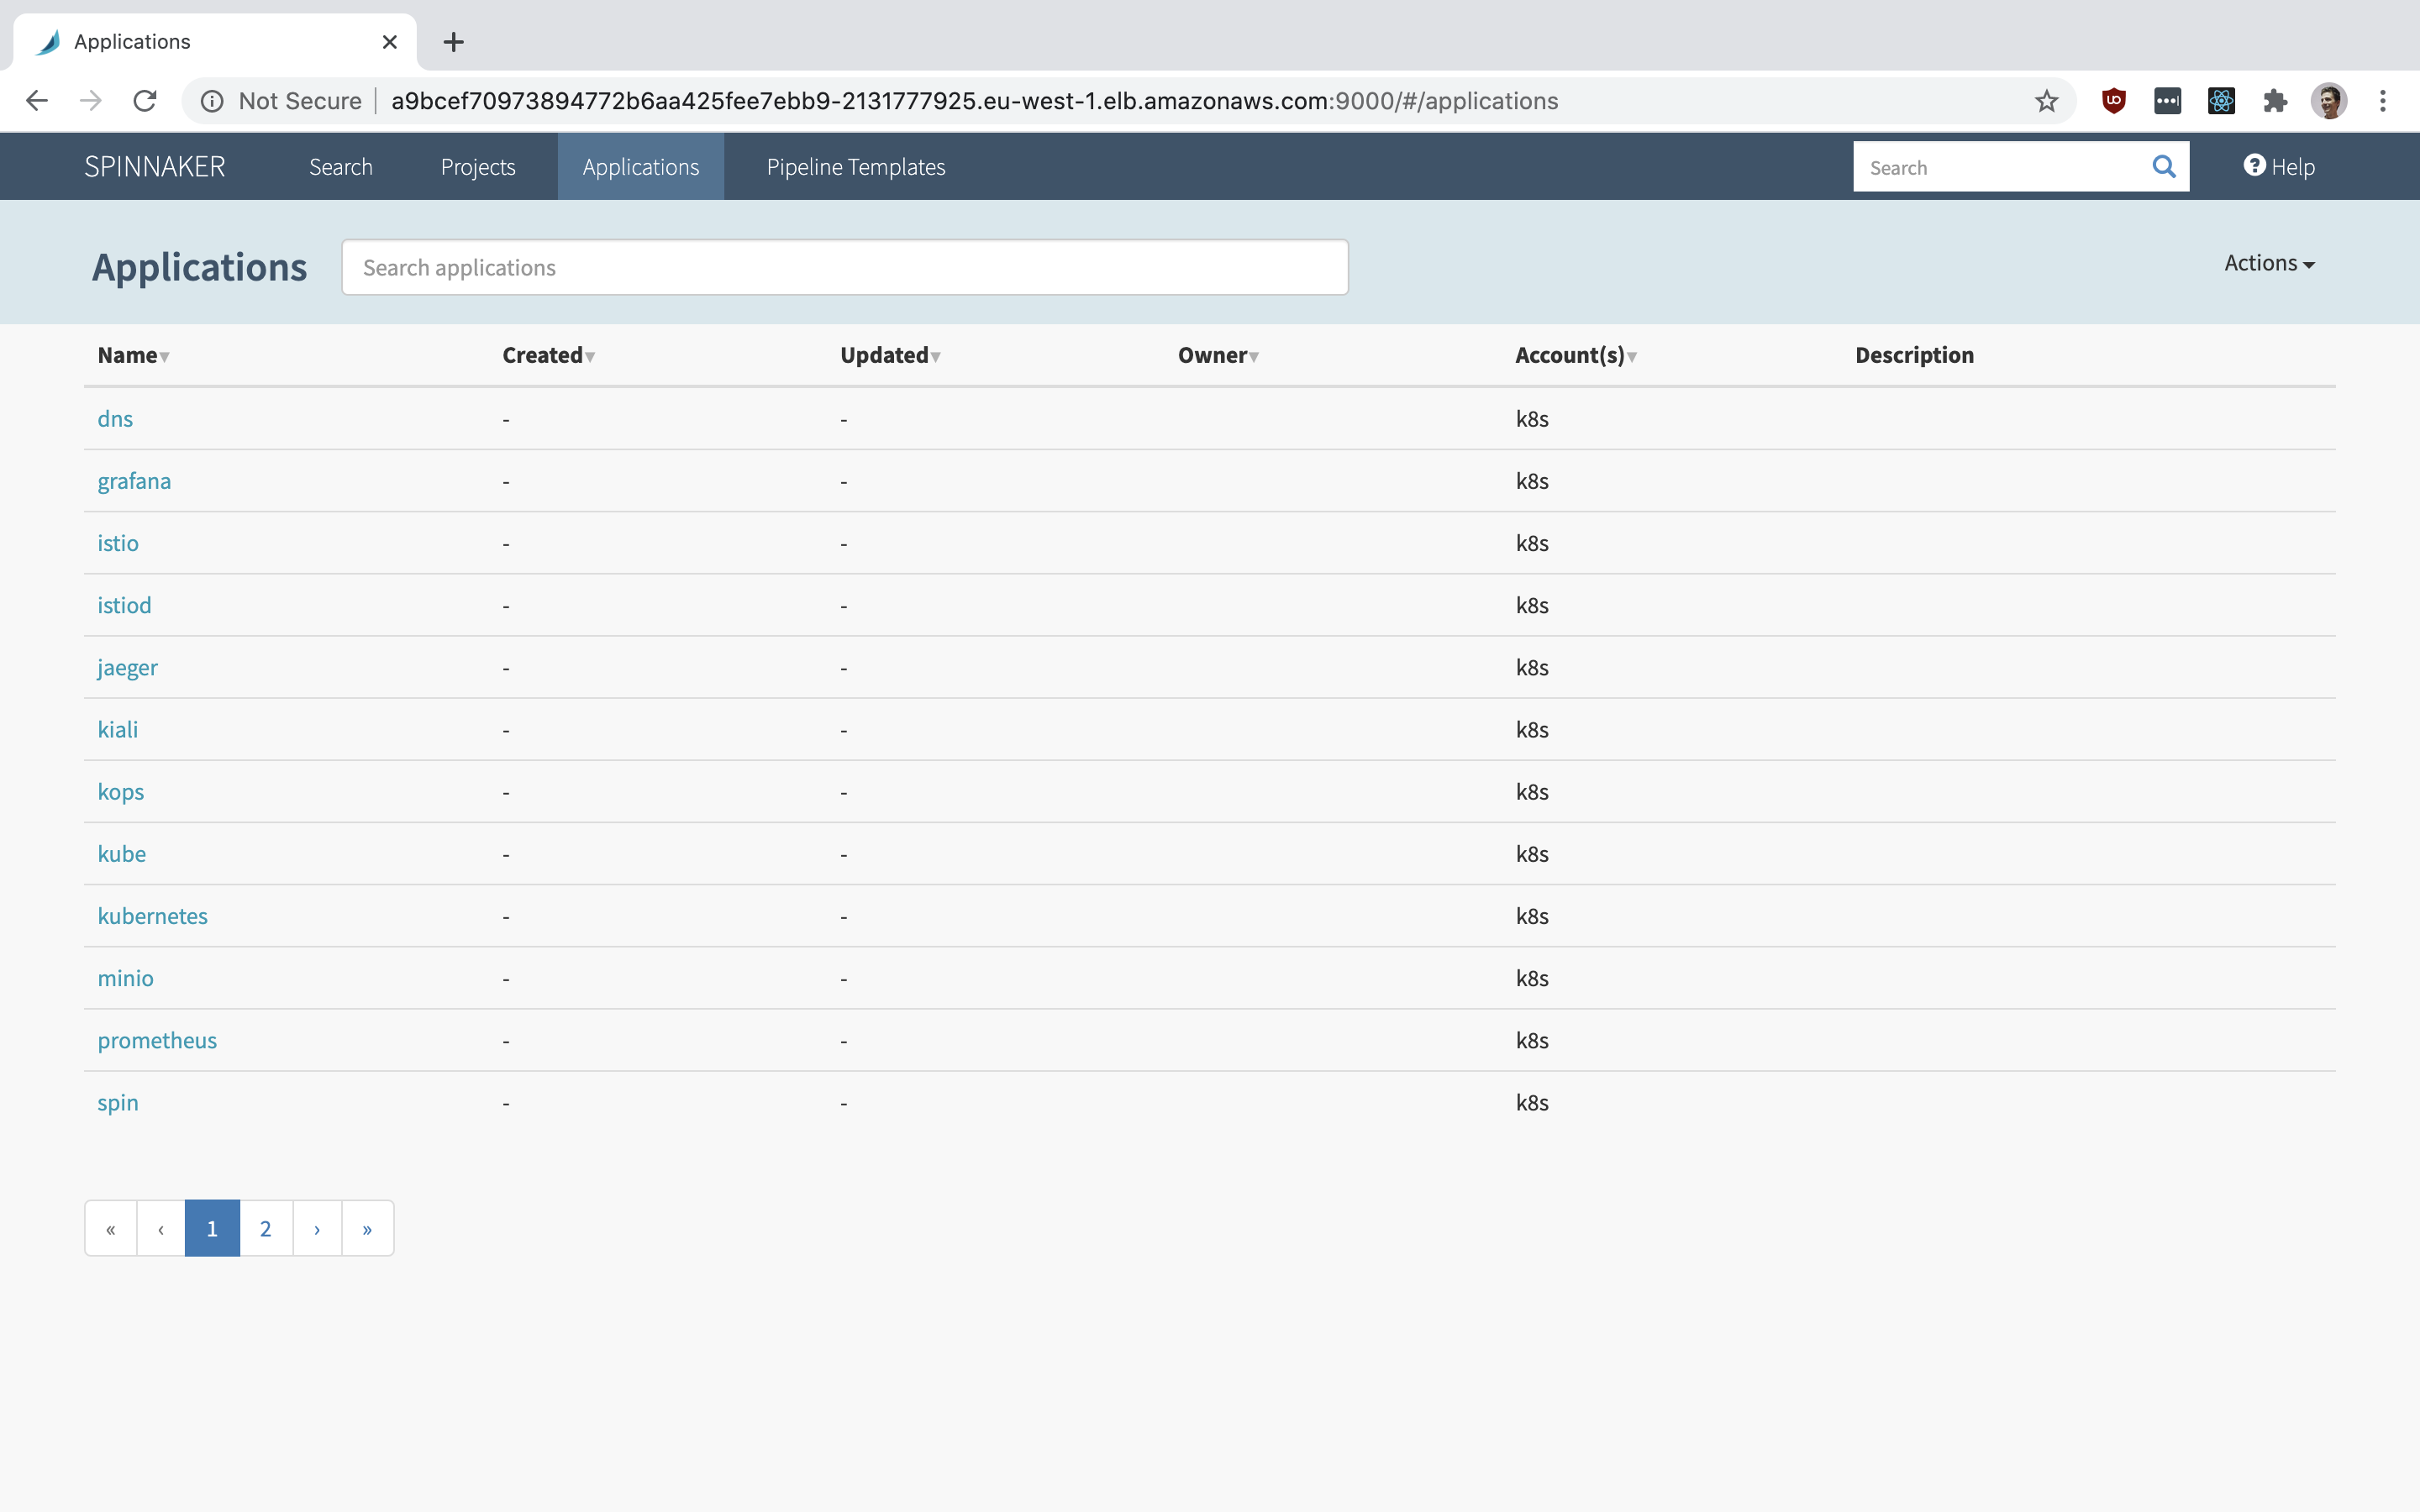 Applications
Not Secure a9bcef70973894772b6aa425fee7ebb9-2131777925.eu-west-1.elb.amazonaws.com:9000/#/applications
SPINNAKER Search Projects Applications Pipeline Templates Search Help
Applications Search applications Actions
Name Created Updated Owner Account(s) Description
dns - - k8s
grafana - - k8s
istio - - k8s
istiod - - k8s
jaeger - - k8s
kiali - - k8s
kops - - k8s
kube - - k8s
kubernetes - - k8s
minio - - k8s
prometheus - - k8s
spin - - k8s
« ‹ 1 2 › »